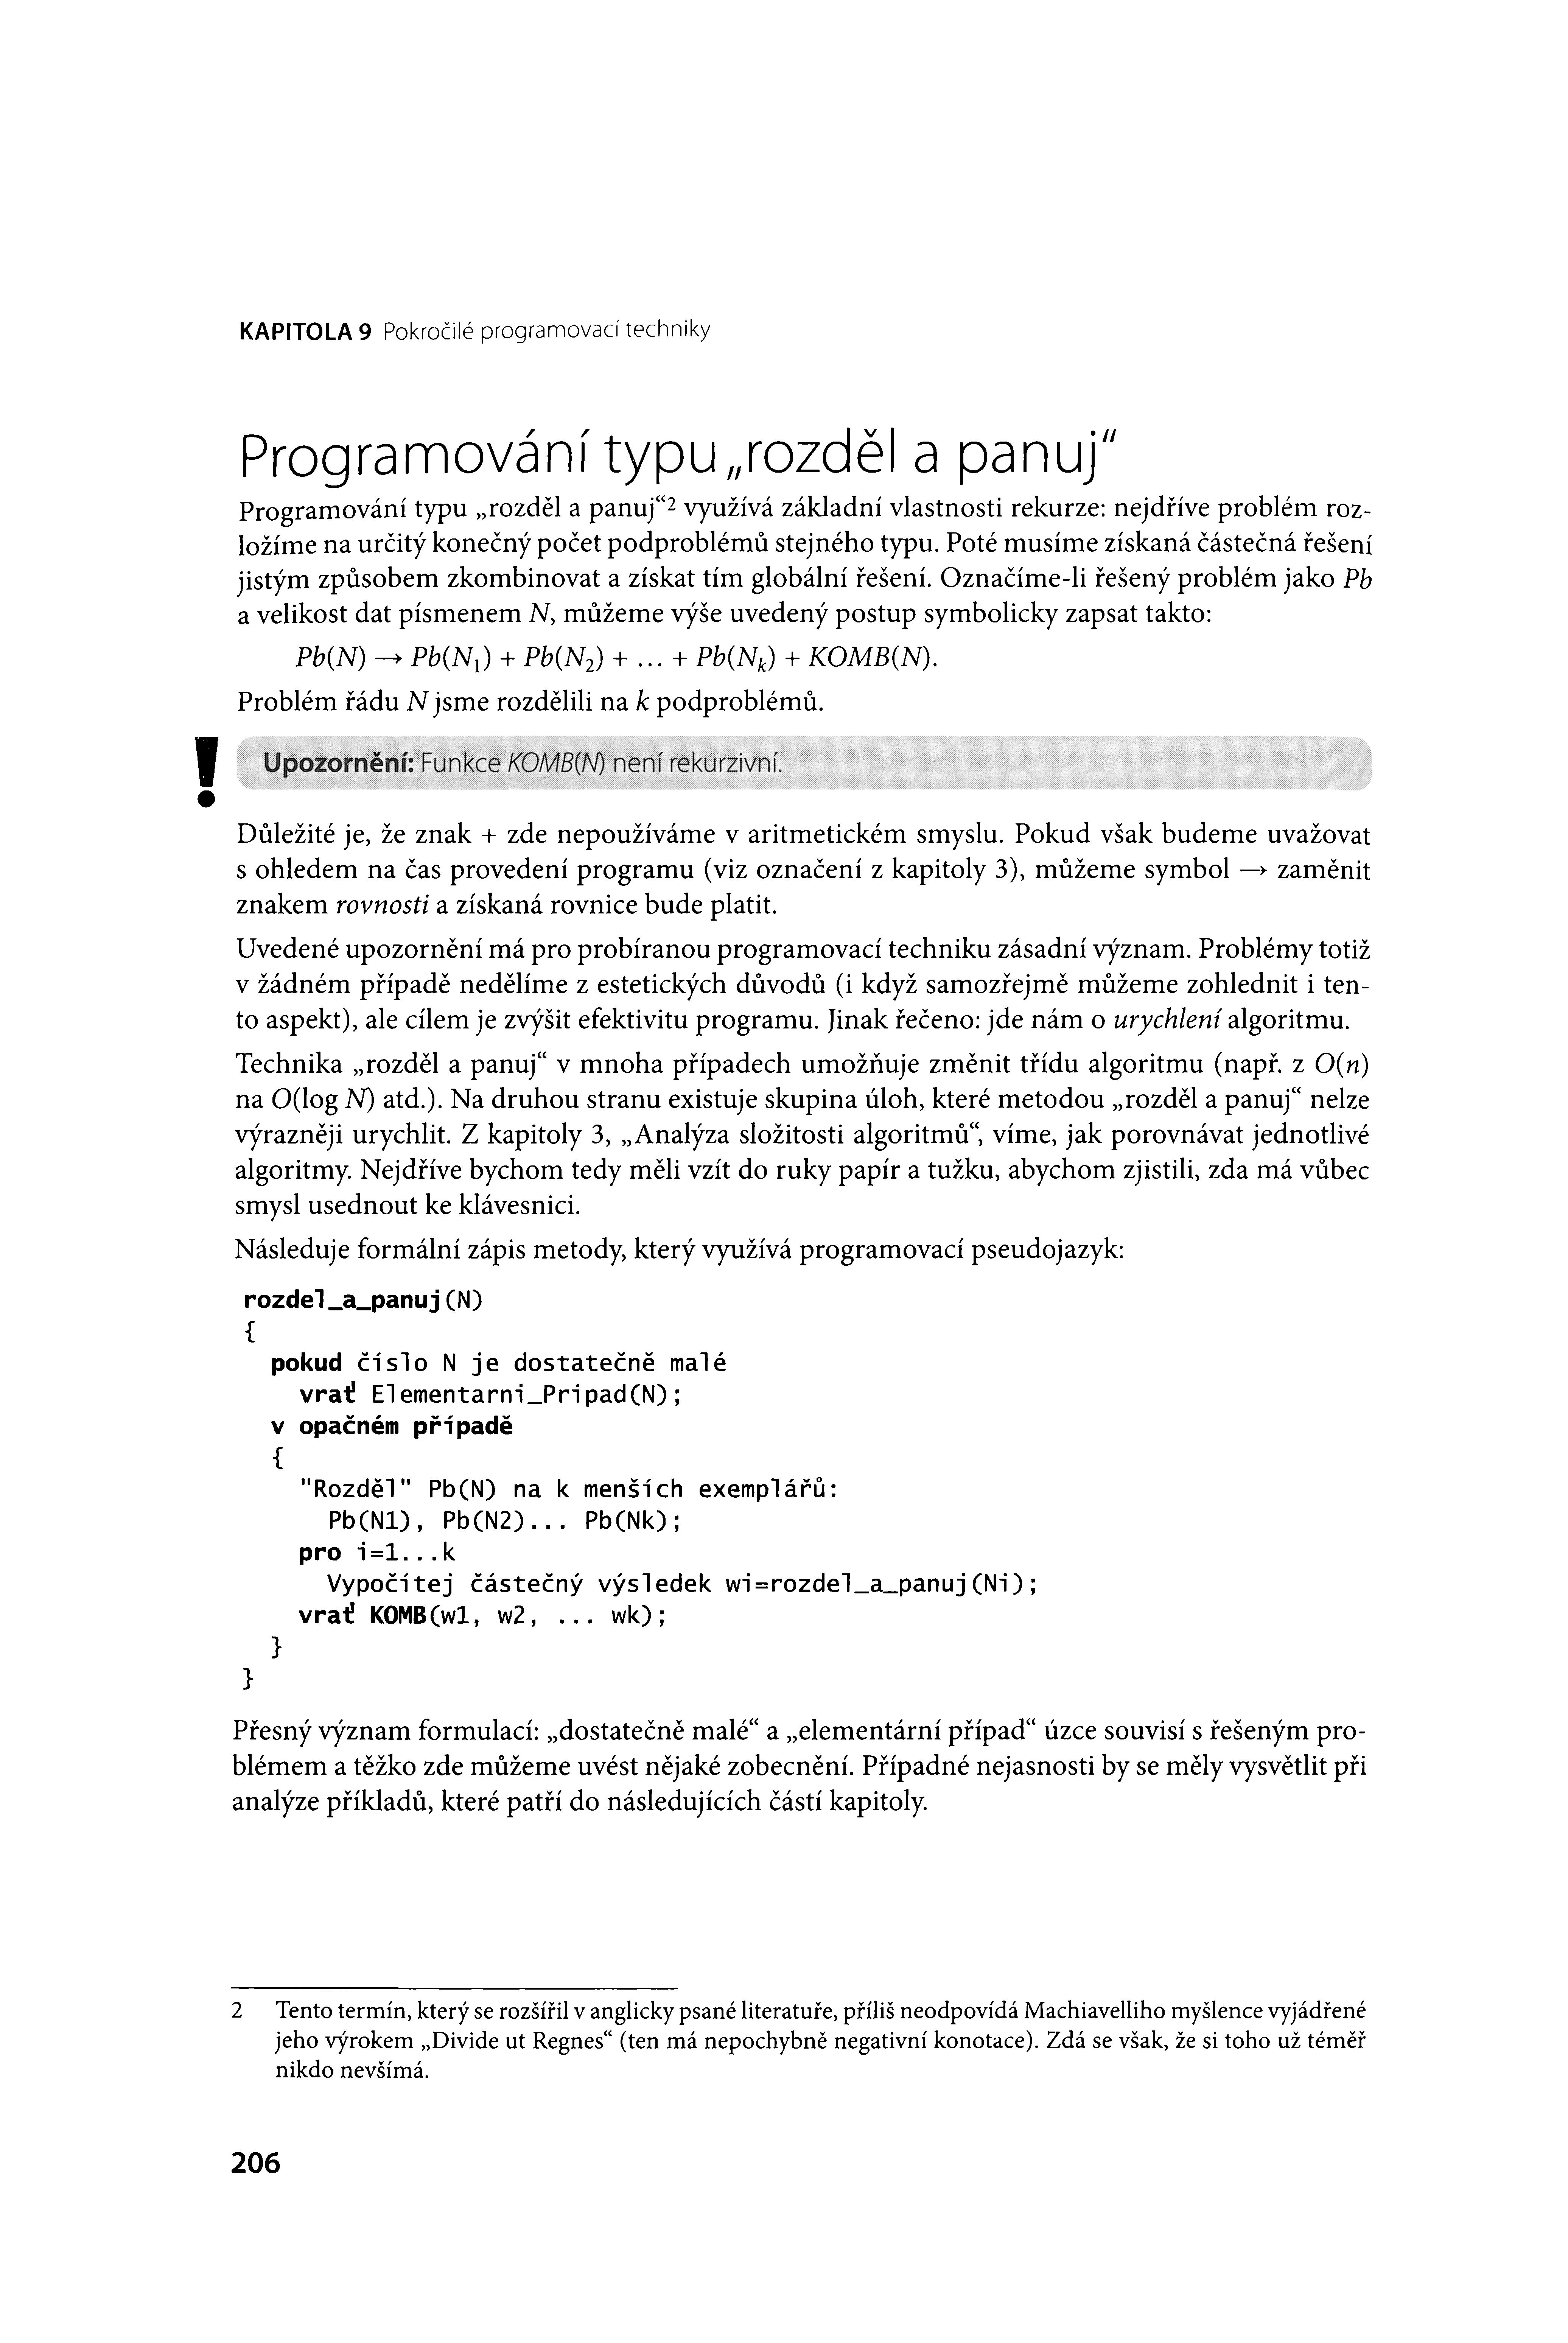 KAPITOLA 9 Pokročilé programovací techniky
Programování typu „rozděl a panuj“
Programování typu „rozděl a panuj“2 využívá základní vlastnosti rekurze: nejdříve problém roz-
ložíme na určitý konečný počet podproblémů stejného typu. Poté musíme získaná částečná řešení
jistým způsobem zkombinovat a získat tím globální řešení. Označíme-li řešený problém jako Pb
a velikost dat písmenem N, můžeme výše uvedený postup symbolicky zapsat takto:
Pb(N) → Pb(N₁) + Pb(N₂) + ... + Pb(Nₖ) + KOMB(N).
Problém řádu N jsme rozdělili na k podproblémů.
! Upozornění: Funkce KOMB(N) není rekurzivní.
Důležité je, že znak + zde nepoužíváme v aritmetickém smyslu. Pokud však budeme uvažovat
s ohledem na čas provedení programu (viz označení z kapitoly 3), můžeme symbol → zaměnit
znakem rovnosti a získaná rovnice bude platit.
Uvedené upozornění má pro probíranou programovací techniku zásadní význam. Problémy totiž
v žádném případě nedělíme z estetických důvodů (i když samozřejmě můžeme zohlednit i ten-
to aspekt), ale cílem je zvýšit efektivitu programu. Jinak řečeno: jde nám o urychlení algoritmu.
Technika „rozděl a panuj“ v mnoha případech umožňuje změnit třídu algoritmu (např. z O(n)
na O(log N) atd.). Na druhou stranu existuje skupina úloh, které metodou „rozděl a panuj“ nelze
výrazněji urychlit. Z kapitoly 3, „Analýza složitosti algoritmů“, víme, jak porovnávat jednotlivé
algoritmy. Nejdříve bychom tedy měli vzít do ruky papír a tužku, abychom zjistili, zda má vůbec
smysl usednout ke klávesnici.
Následuje formální zápis metody, který využívá programovací pseudojazyk:
rozdel_a_panuj(N)
{
pokud číslo N je dostatečně malé
vrať Elementarni_Pripad(N);
v opačném případě
{
"Rozděl" Pb(N) na k menších exemplářů:
Pb(N1), Pb(N2)... Pb(Nk);
pro i=1...k
Vypočítej částečný výsledek wi=rozdel_a_panuj(Ni);
vrať KOMB(w1, w2, ... wk);
}
}
Přesný význam formulací: „dostatečně malé“ a „elementární případ“ úzce souvisí s řešeným pro-
blémem a těžko zde můžeme uvést nějaké zobecnění. Případné nejasnosti by se měly vysvětlit při
analýze příkladů, které patří do následujících částí kapitoly.
2 Tento termín, který se rozšířil v anglicky psané literatuře, příliš neodpovídá Machiavelliho myšlence vyjádřené
jeho výrokem „Divide ut Regnes“ (ten má nepochybně negativní konotace). Zdá se však, že si toho už téměř
nikdo nevšímá.
206